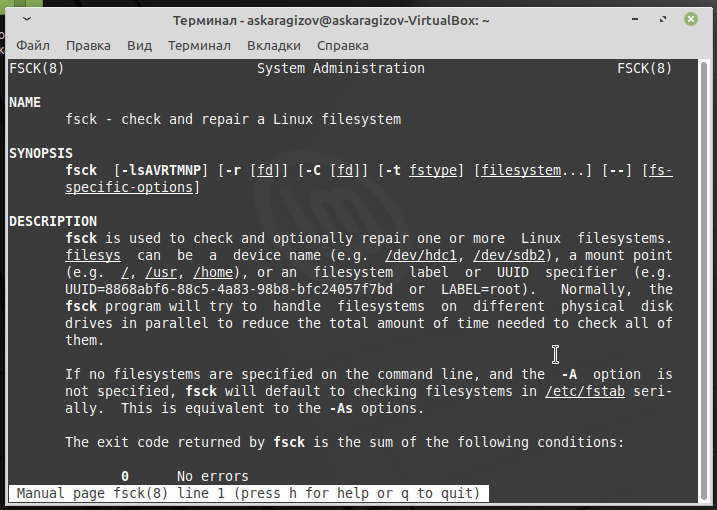 Терминал - askaragizov@askaragizov-VirtualBox: ~
Файл Правка Вид Терминал Вкладки Справка
FSCK(8) System Administration FSCK(8)
NAME
fsck - check and repair a Linux filesystem
SYNOPSIS
fsck [-lsAVRTMNP] [-r [fd]] [-C [fd]] [-t fstype] [filesystem...] [--] [fs-
specific-options]
DESCRIPTION
fsck is used to check and optionally repair one or more Linux filesystems.
filesys can be a device name (e.g. /dev/hdc1, /dev/sdb2), a mount point
(e.g. /, /usr, /home), or an filesystem label or UUID specifier (e.g.
UUID=8868abf6-88c5-4a83-98b8-bfc24057f7bd or LABEL=root). Normally, the
fsck program will try to handle filesystems on different physical disk
drives in parallel to reduce the total amount of time needed to check all of
them.
If no filesystems are specified on the command line, and the -A option is
not specified, fsck will default to checking filesystems in /etc/fstab seri-
ally. This is equivalent to the -As options.
The exit code returned by fsck is the sum of the following conditions:
0 No errors
Manual page fsck(8) line 1 (press h for help or q to quit)